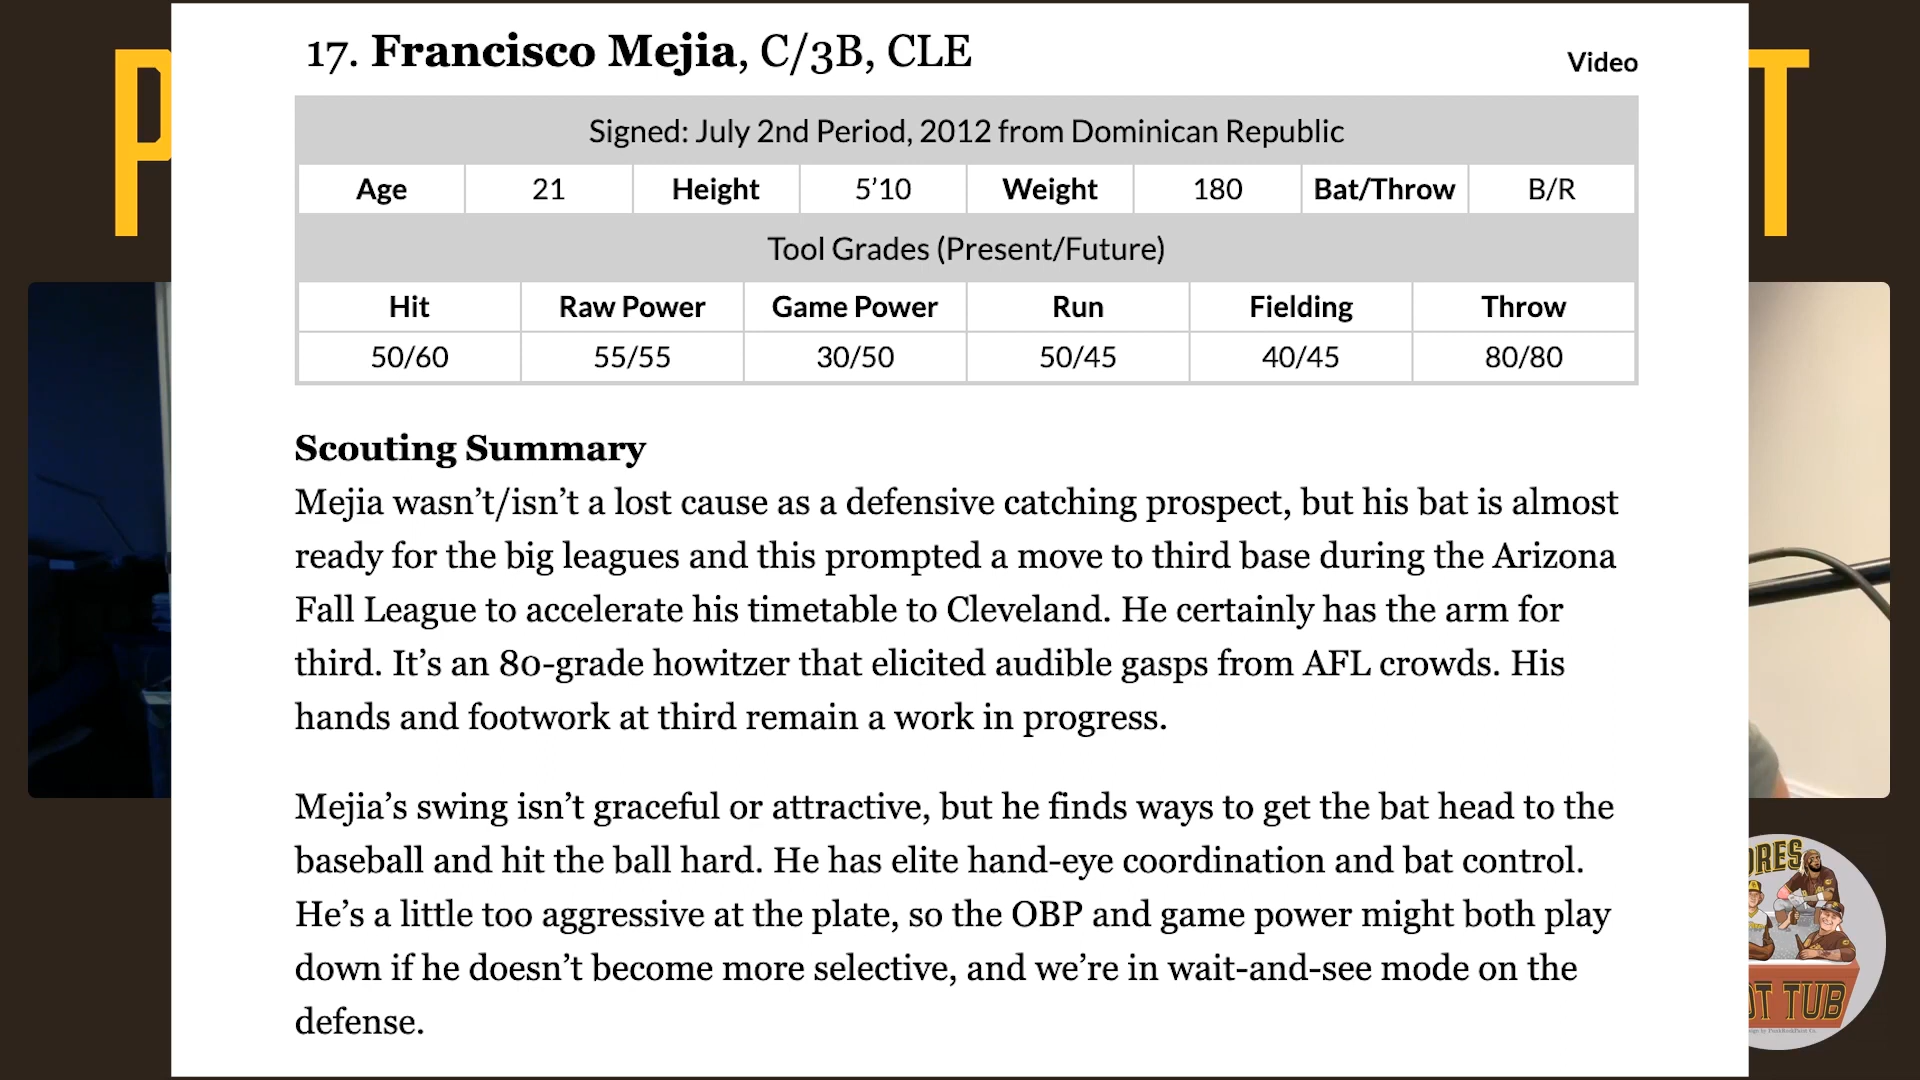 P
T
17. Francisco Mejia, C/3B, CLE
Video
Signed: July 2nd Period, 2012 from Dominican Republic
Age 21 Height 5’10 Weight 180 Bat/Throw B/R
Tool Grades (Present/Future)
Hit Raw Power Game Power Run Fielding Throw
50/60 55/55 30/50 50/45 40/45 80/80
Scouting Summary
Mejia wasn’t/isn’t a lost cause as a defensive catching prospect, but his bat is almost
ready for the big leagues and this prompted a move to third base during the Arizona
Fall League to accelerate his timetable to Cleveland. He certainly has the arm for
third. It’s an 80-grade howitzer that elicited audible gasps from AFL crowds. His
hands and footwork at third remain a work in progress.
Mejia’s swing isn’t graceful or attractive, but he finds ways to get the bat head to the
baseball and hit the ball hard. He has elite hand-eye coordination and bat control.
He’s a little too aggressive at the plate, so the OBP and game power might both play
down if he doesn’t become more selective, and we’re in wait-and-see mode on the
defense.
DRES
OT TUB